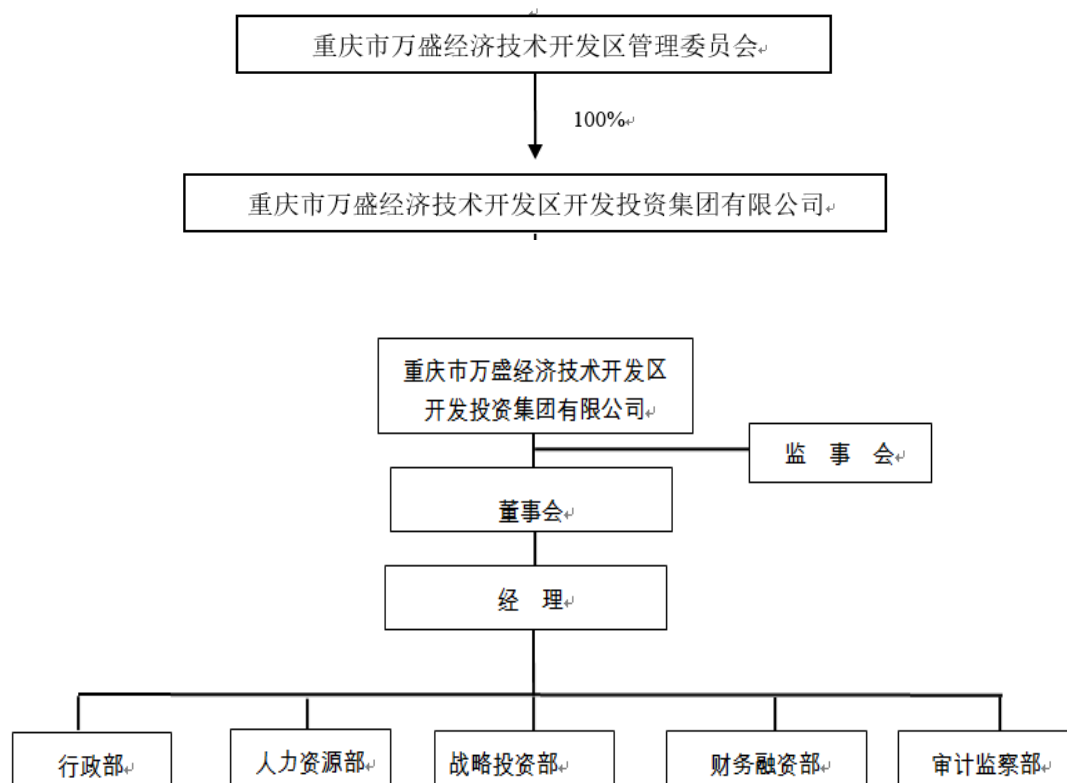 重庆市万盛经济技术开发区管理委员会
100%
重庆市万盛经济技术开发区开发投资集团有限公司
重庆市万盛经济技术开发区
开发投资集团有限公司
监 事 会
董事会
经 理
行政部
人力资源部
战略投资部
财务融资部
审计监察部